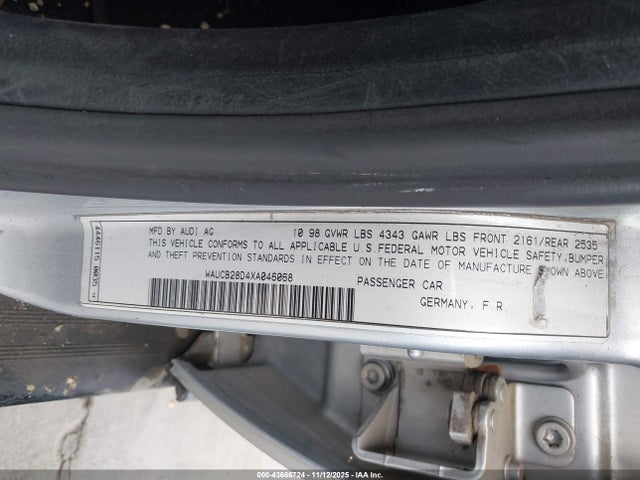 MFD.BY AUDI AG 10 98 GVWR LBS 4343 GAWR LBS FRONT 2161/REAR 2535
THIS VEHICLE CONFORMS TO ALL APPLICABLE U.S.FEDERAL MOTOR VEHICLE SAFETY.BUMPER
AND THEFT PREVENTION STANDARDS IN EFFECT ON THE DATE OF MANUFACTURE SHOWN ABOVE
WAUCB28D4XA046068 PASSENGER CAR
GERMANY, F.R.
000-43666724 - 11/12/2025 - IAAI.COM